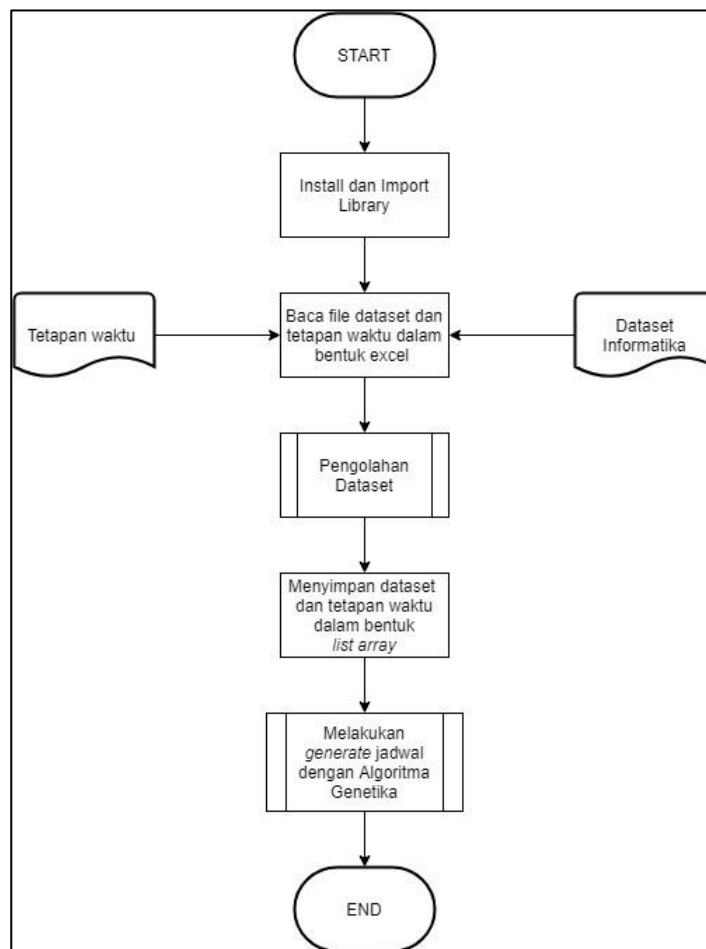 START
Install dan Import
Library
Tetapan waktu
Baca file dataset dan
tetapan waktu dalam
bentuk excel
Dataset
Informatika
Pengolahan
Dataset
Menyimpan dataset
dan tetapan waktu
dalam bentuk
list array
Melakukan
generate jadwal
dengan Algoritma
Genetika
END